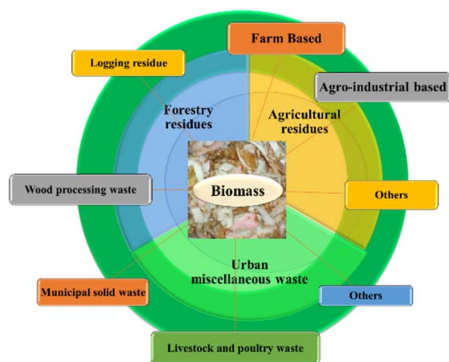 Farm Based
Logging residue
Agro-industrial based
Forestry
residues
Agricultural
residues
Biomass
Wood processing waste
Others
Urban
miscellaneous waste
Municipal solid waste
Others
Livestock and poultry waste